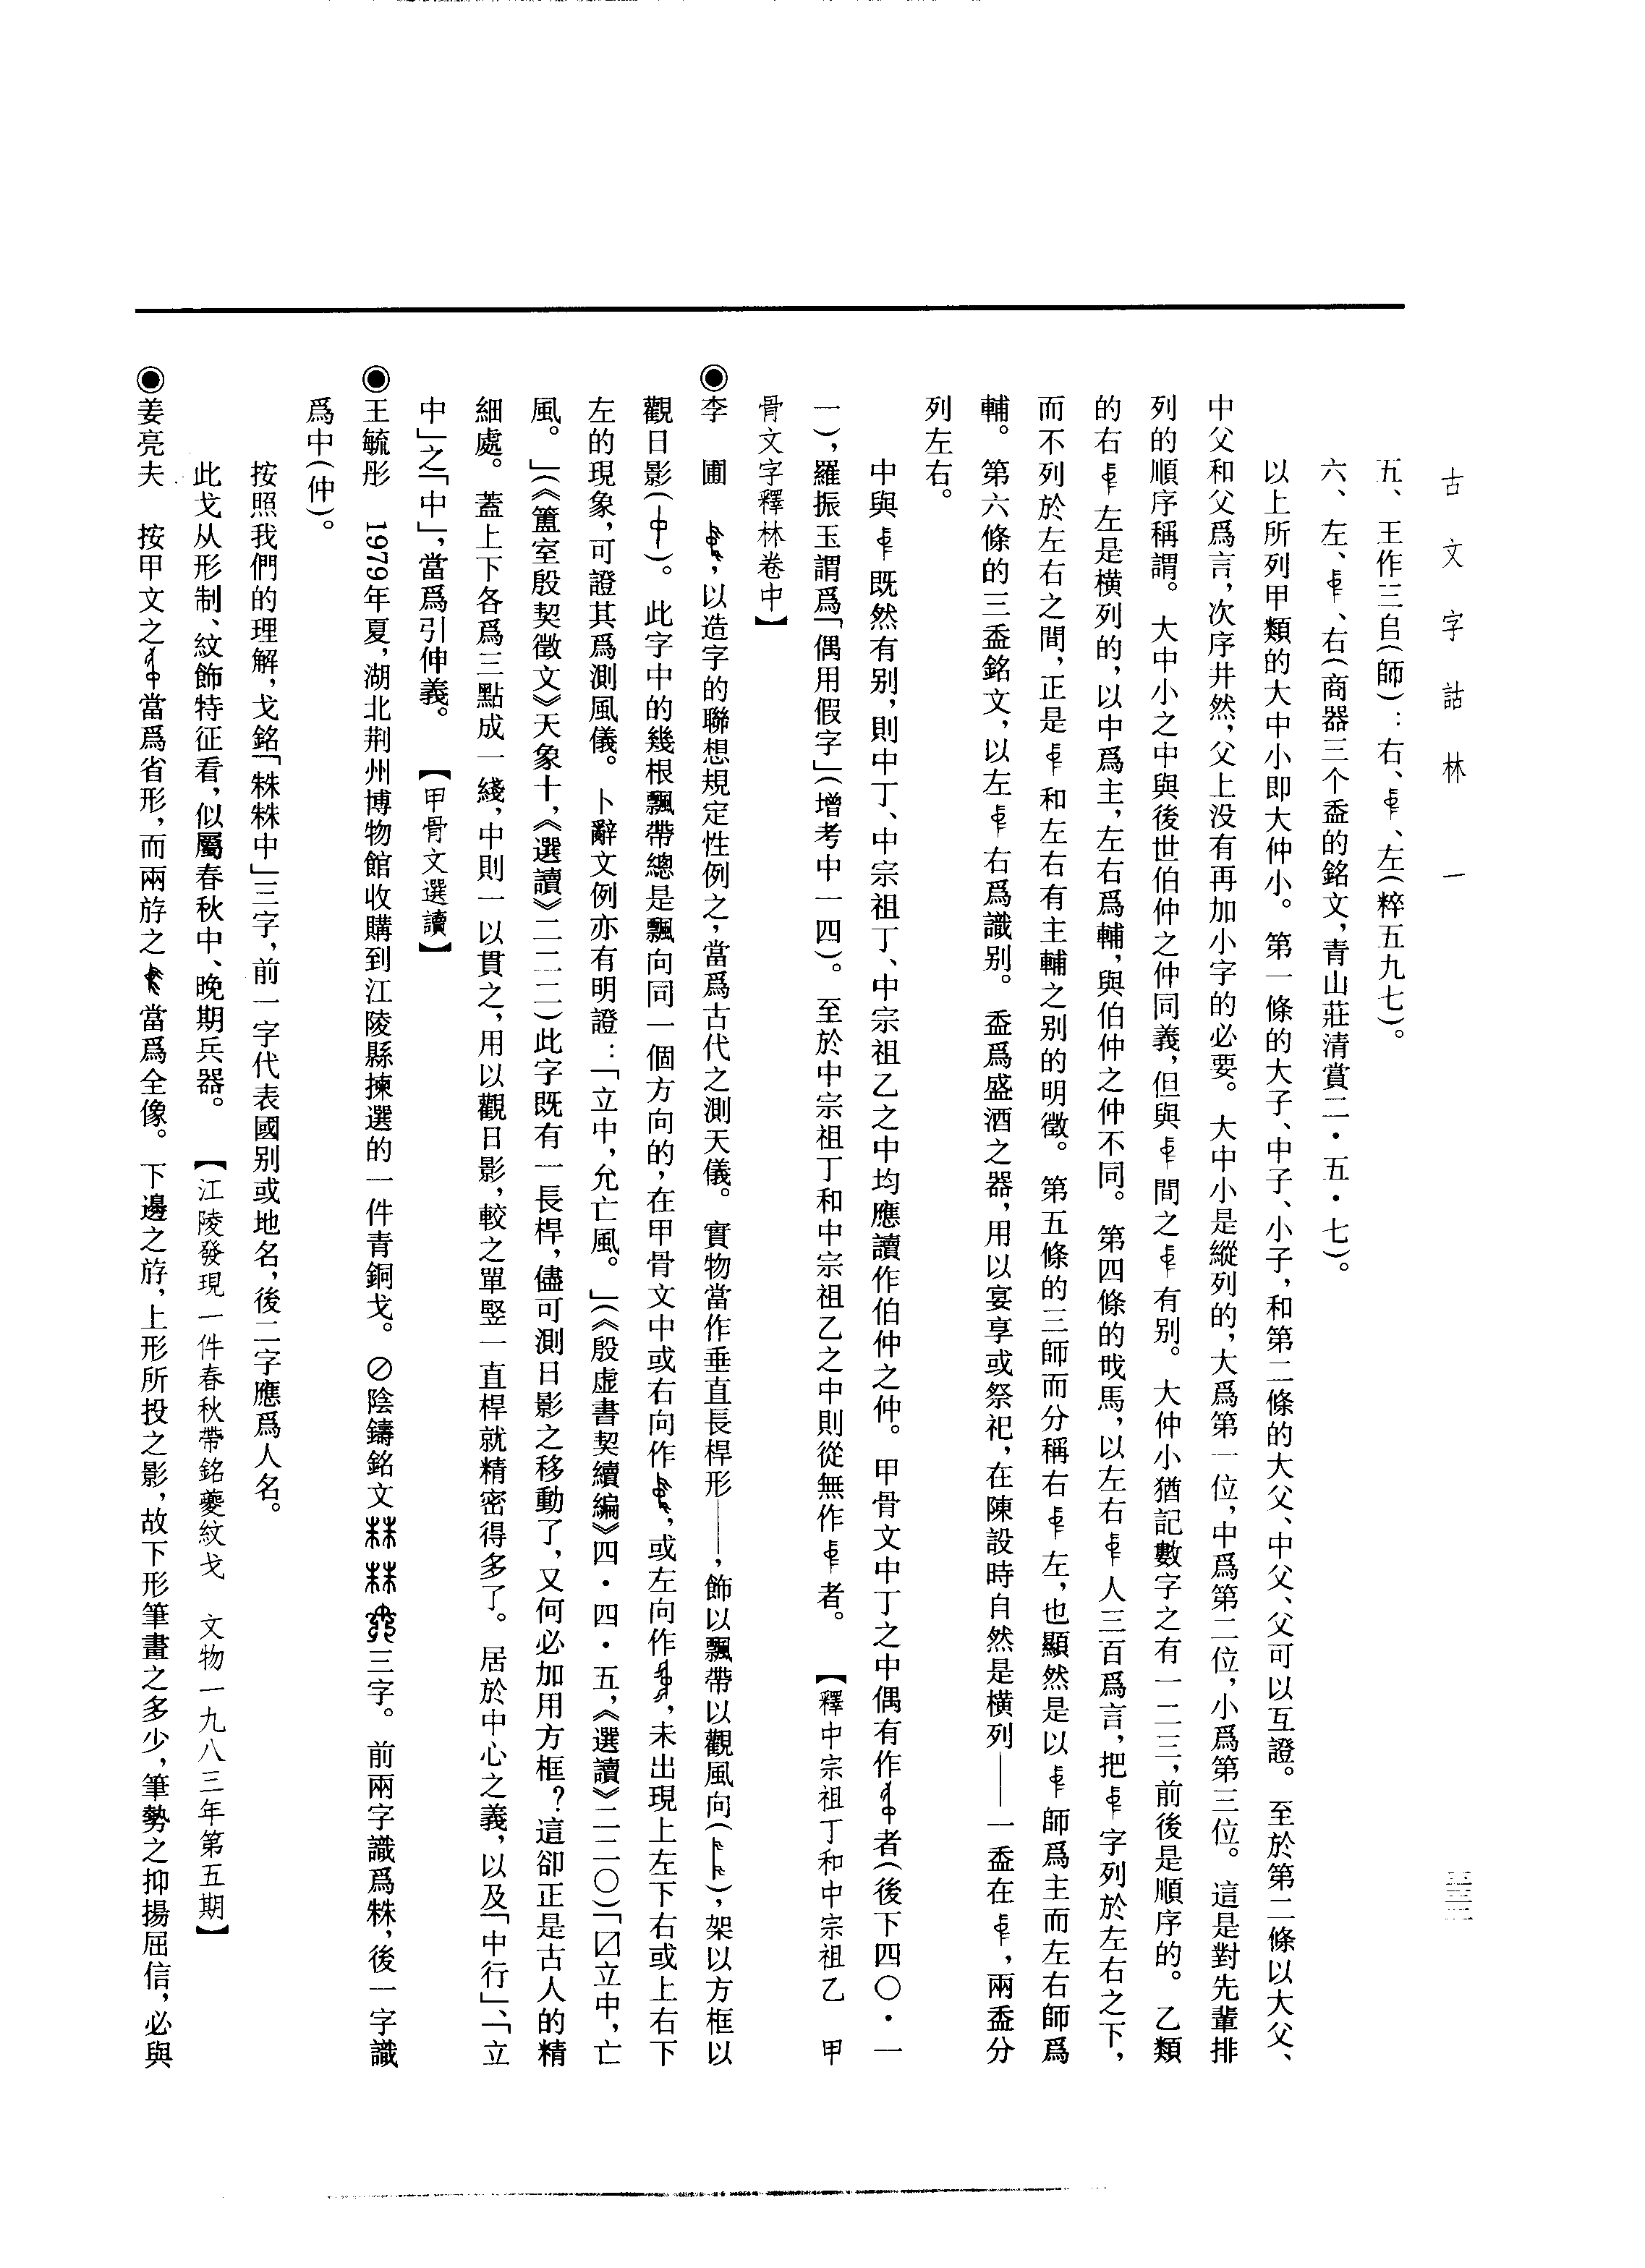 古文字詁林 一
五、王作三𠂤(師)：右、、左(粹五九七)。
六、左、、右(商器三个盉的銘文，青山莊清賞二·五·七)。
以上所列甲類的大中小即大仲小。第一條的大子、中子、小子，和第二條的大父、中父、父可以互證。至於第二條以大父、
中父和父爲言，次序井然，父上没有再加小字的必要。大中小是縱列的，大爲第一位，中爲第二位，小爲第三位。這是對先輩排
列的順序稱謂。大中小之中與後世伯仲之仲同義，但與間之有别。大仲小猶記數字之有一二三，前後是順序的。乙類
的右左是横列的，以中爲主，左右爲輔，與伯仲之仲不同。第四條的戝馬，以左右人三百爲言，把字列於左右之下，
而不列於左右之間，正是和左右有主輔之别的明徵。第五條的三師而分稱右左，也顯然是以師爲主而左右師爲
輔。第六條的三盉銘文，以左右爲識别。盉爲盛酒之器，用以宴享或祭祀，在陳設時自然是横列——一盉在，兩盉分
列左右。
中與既然有别，則中丁、中宗祖丁、中宗祖乙之中均應讀作伯仲之仲。甲骨文中丁之中偶有作者(後下四〇·一
一)，羅振玉謂爲「偶用假字」(增考中一四)。至於中宗祖丁和中宗祖乙之中則從無作者。【釋中宗祖丁和中宗祖乙　甲
骨文字釋林卷中】
◉李　圃　，以造字的聯想規定性例之，當爲古代之測天儀。實物當作垂直長桿形——，飾以飄帶以觀風向()，架以方框以
觀日影()。此字中的幾根飄帶總是飄向同一個方向的，在甲骨文中或右向作，或左向作，未出現上左下右或上右下
左的現象，可證其爲測風儀。卜辭文例亦有明證：「立中，允亡風。」(《殷虚書契續編》四·四·五，《選讀》二二〇)「〼立中，亡
風。」(《簠室殷契徵文》天象十，《選讀》二二二)此字既有一長桿，儘可測日影之移動了，又何必加用方框？這卻正是古人的精
細處。蓋上下各爲三點成一綫，中則一以貫之，用以觀日影，較之單竪一直桿就精密得多了。居於中心之義，以及「中行」、「立
中」之「中」，當爲引伸義。【甲骨文選讀】
◉王毓彤　1979年夏，湖北荆州博物館收購到江陵縣揀選的一件青銅戈。⊘陰鑄銘文三字。前兩字識爲㮤，後一字識
爲中(仲)。
按照我們的理解，戈銘「㮤㮤中」三字，前一字代表國别或地名，後二字應爲人名。
此戈从形制、紋飾特征看，似屬春秋中、晚期兵器。【江陵發現一件春秋帶銘夔紋戈　文物一九八三年第五期】
◉姜亮夫　按甲文之當爲省形，而兩斿之當爲全像。下邊之斿，上形所投之影，故下形筆畫之多少，筆勢之抑揚屈信，必與